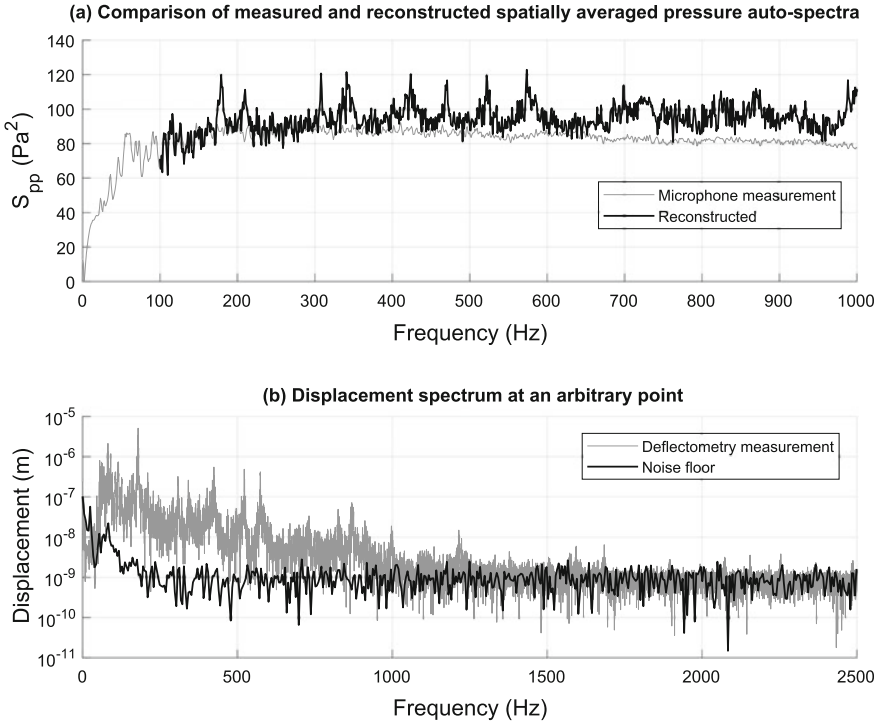 (a) Comparison of measured and reconstructed spatially averaged pressure auto-spectra
140
120
100
80
60
40
20
0
S_pp (Pa^2)
Microphone measurement
Reconstructed
0 100 200 300 400 500 600 700 800 900 1000
Frequency (Hz)
(b) Displacement spectrum at an arbitrary point
10^-5
10^-6
10^-7
10^-8
10^-9
10^-10
10^-11
Displacement (m)
Deflectometry measurement
Noise floor
0 500 1000 1500 2000 2500
Frequency (Hz)